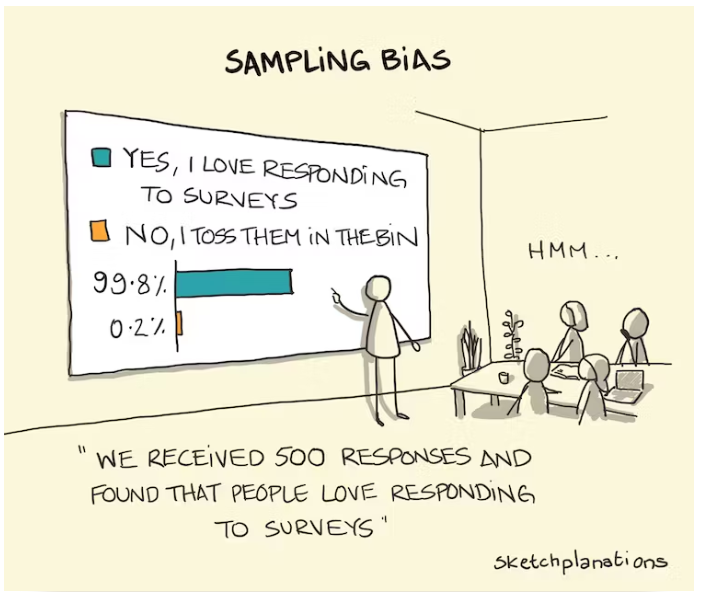 SAMPLING BIAS
YES, I LOVE RESPONDING
TO SURVEYS
NO, I TOSS THEM IN THE BIN
99.8%
0.2%
HMM...
"WE RECEIVED 500 RESPONSES AND
FOUND THAT PEOPLE LOVE RESPONDING
TO SURVEYS"
sketchplanations